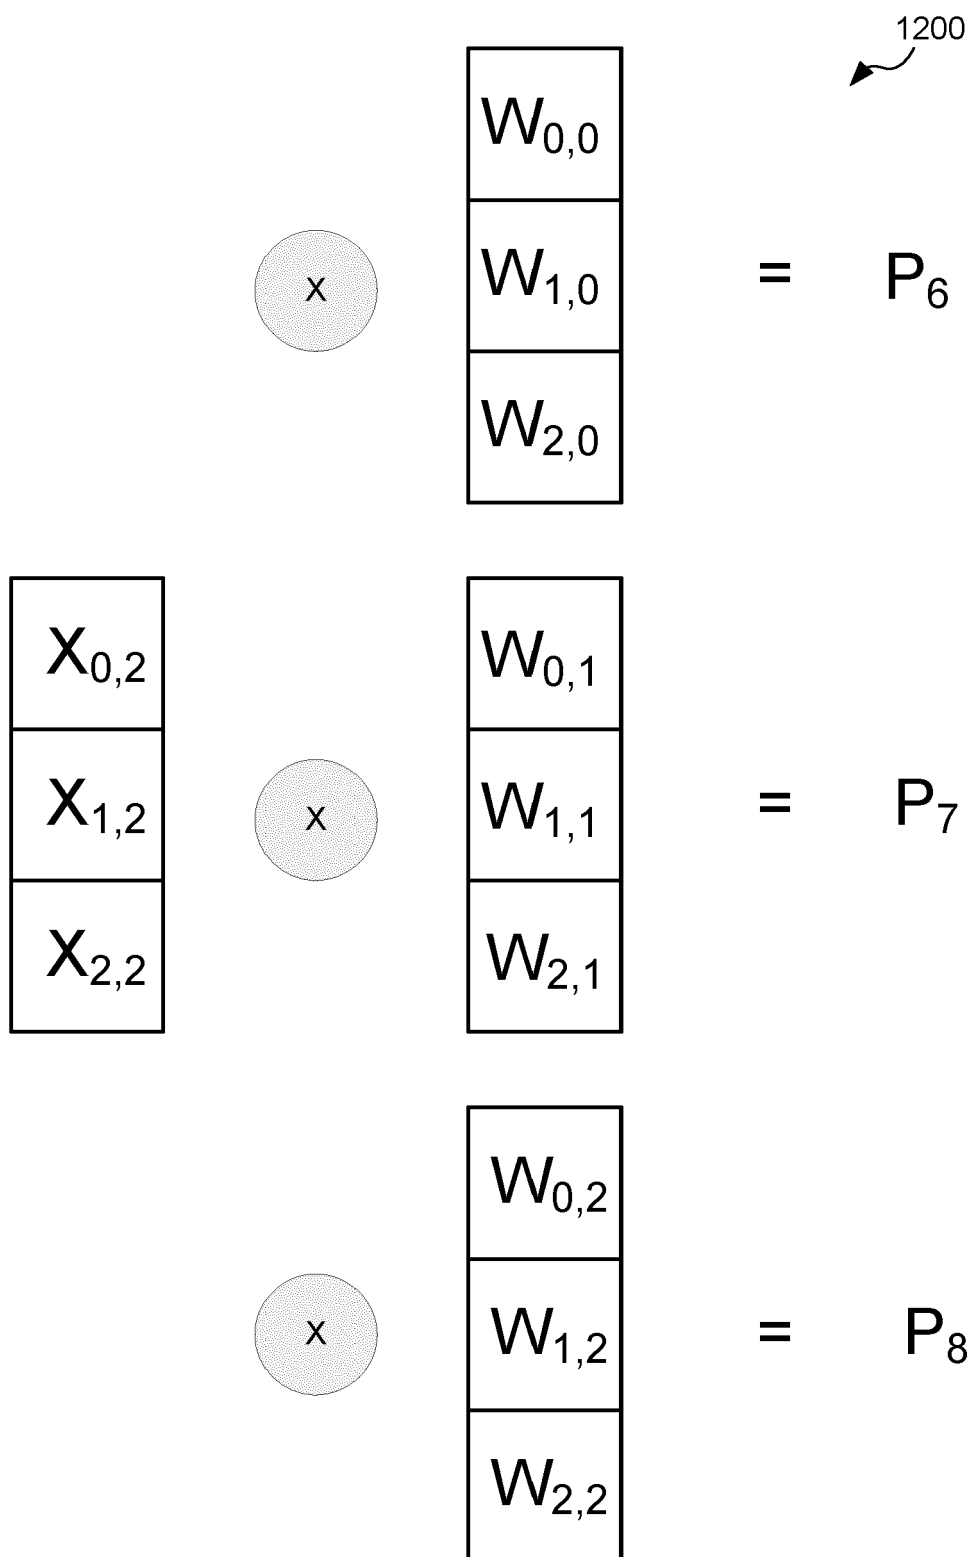 1200
W0,0
X W1,0 = P6
W2,0
X0,2 W0,1
X1,2 X W1,1 = P7
X2,2 W2,1
W0,2
X W1,2 = P8
W2,2